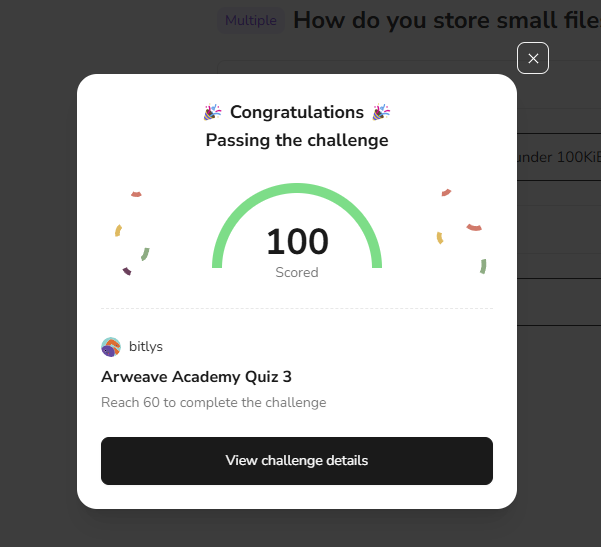 Multiple How do you store small file
under 100KiB
Congratulations
Passing the challenge
100
Scored
bitlys
Arweave Academy Quiz 3
Reach 60 to complete the challenge
View challenge details